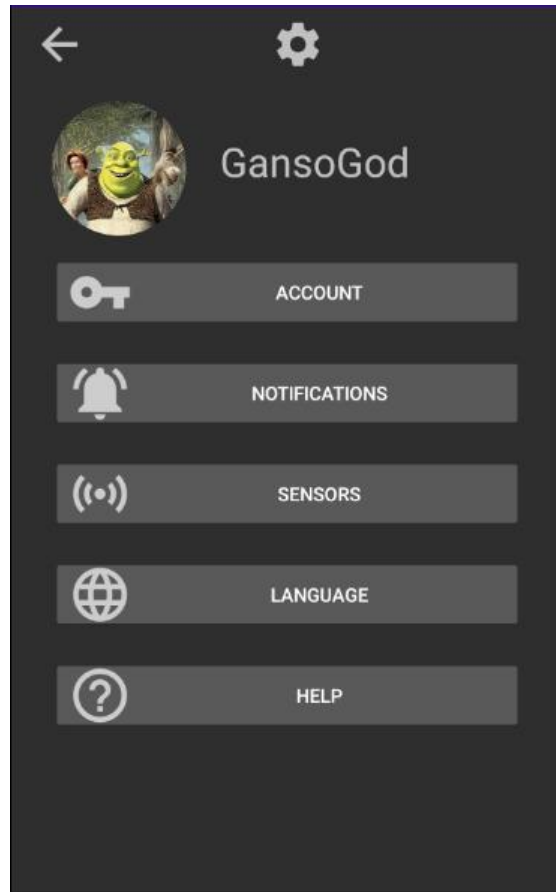 GansoGod
ACCOUNT
NOTIFICATIONS
SENSORS
LANGUAGE
HELP